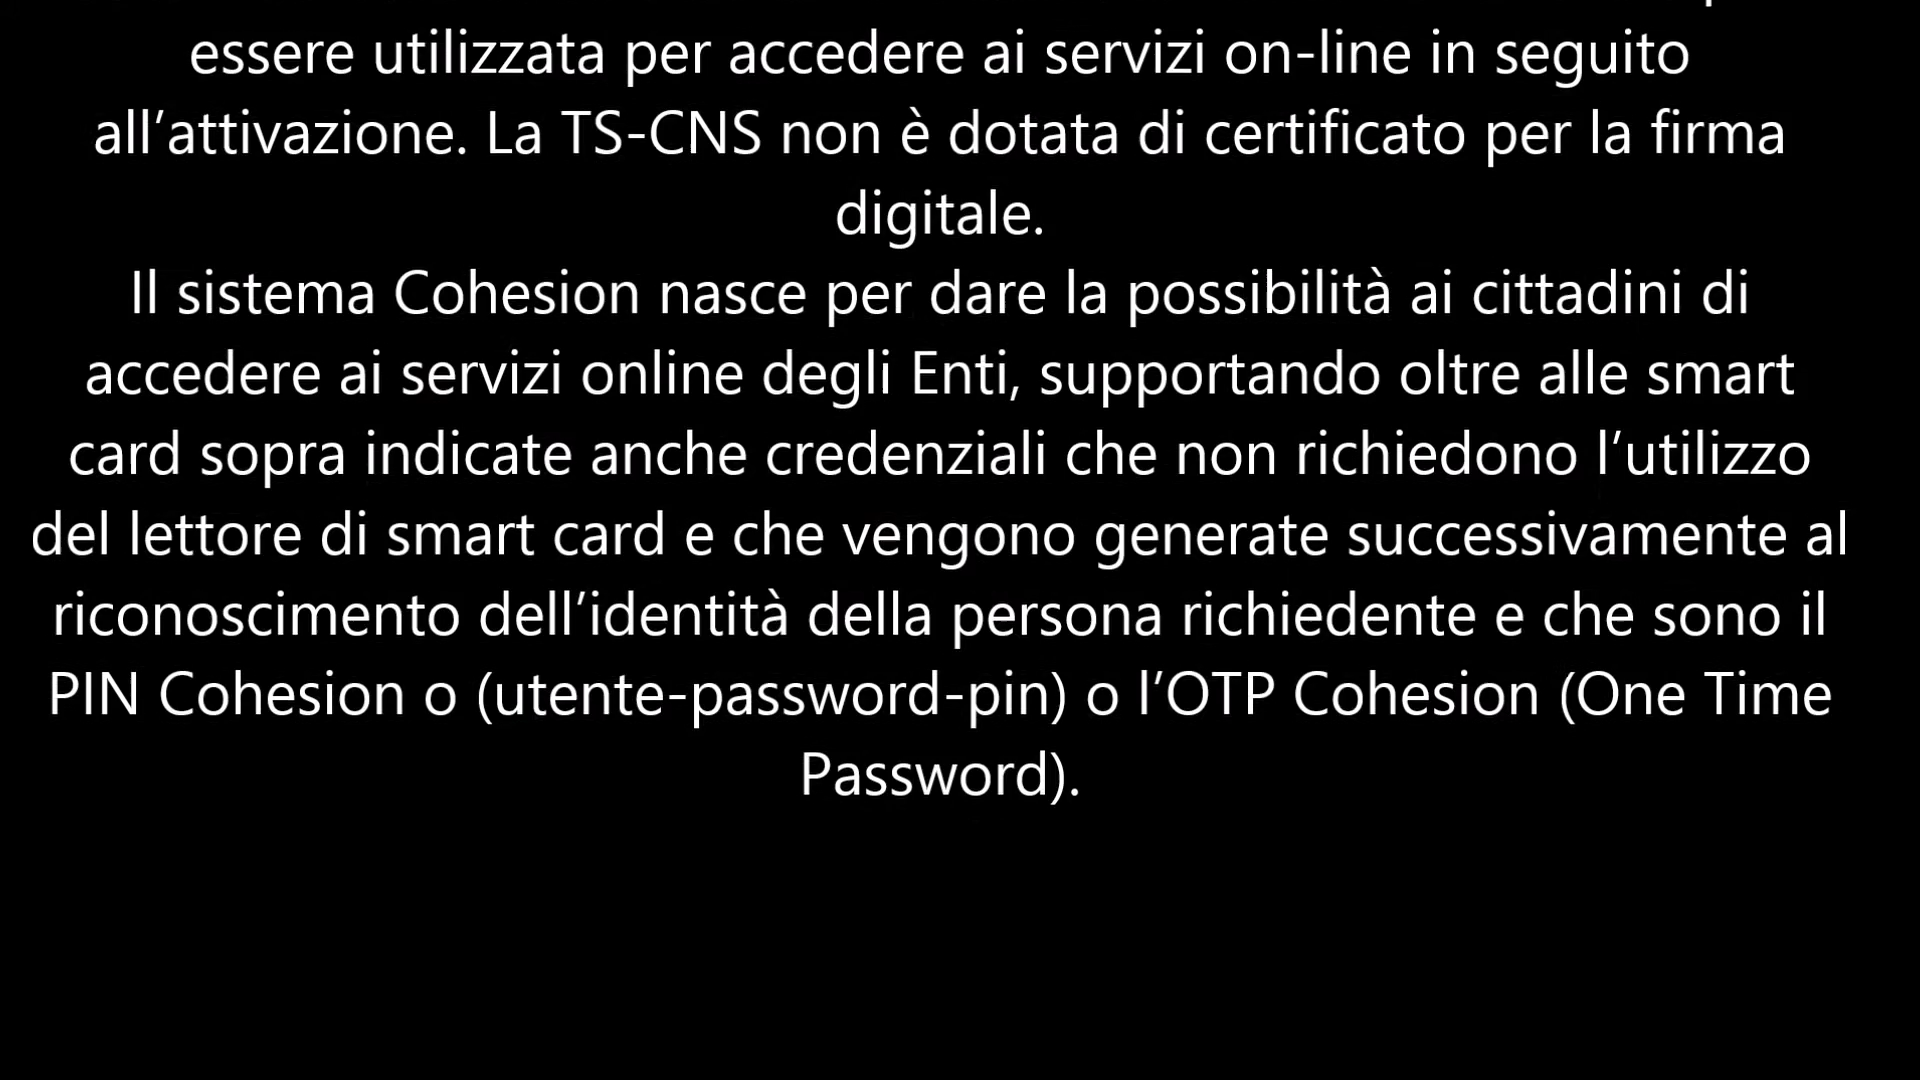 essere utilizzata per accedere ai servizi on-line in seguito
all’attivazione. La TS-CNS non è dotata di certificato per la firma
digitale.
Il sistema Cohesion nasce per dare la possibilità ai cittadini di
accedere ai servizi online degli Enti, supportando oltre alle smart
card sopra indicate anche credenziali che non richiedono l’utilizzo
del lettore di smart card e che vengono generate successivamente al
riconoscimento dell’identità della persona richiedente e che sono il
PIN Cohesion o (utente-password-pin) o l’OTP Cohesion (One Time
Password).